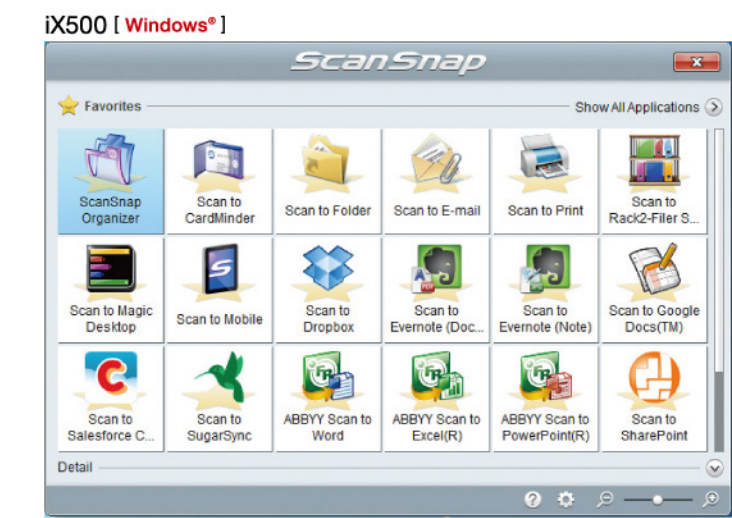 iX500 [ Windows® ]
ScanSnap
Favorites
Show All Applications
ScanSnap
Organizer
Scan to
CardMinder
Scan to Folder
Scan to E-mail
Scan to Print
Scan to
Rack2-Filer S...
Scan to Magic
Desktop
Scan to Mobile
Scan to
Dropbox
Scan to
Evernote (Doc...
Scan to
Evernote (Note)
Scan to Google
Docs(TM)
Scan to
Salesforce C...
Scan to
SugarSync
ABBYY Scan to
Word
ABBYY Scan to
Excel(R)
ABBYY Scan to
PowerPoint(R)
Scan to
SharePoint
Detail